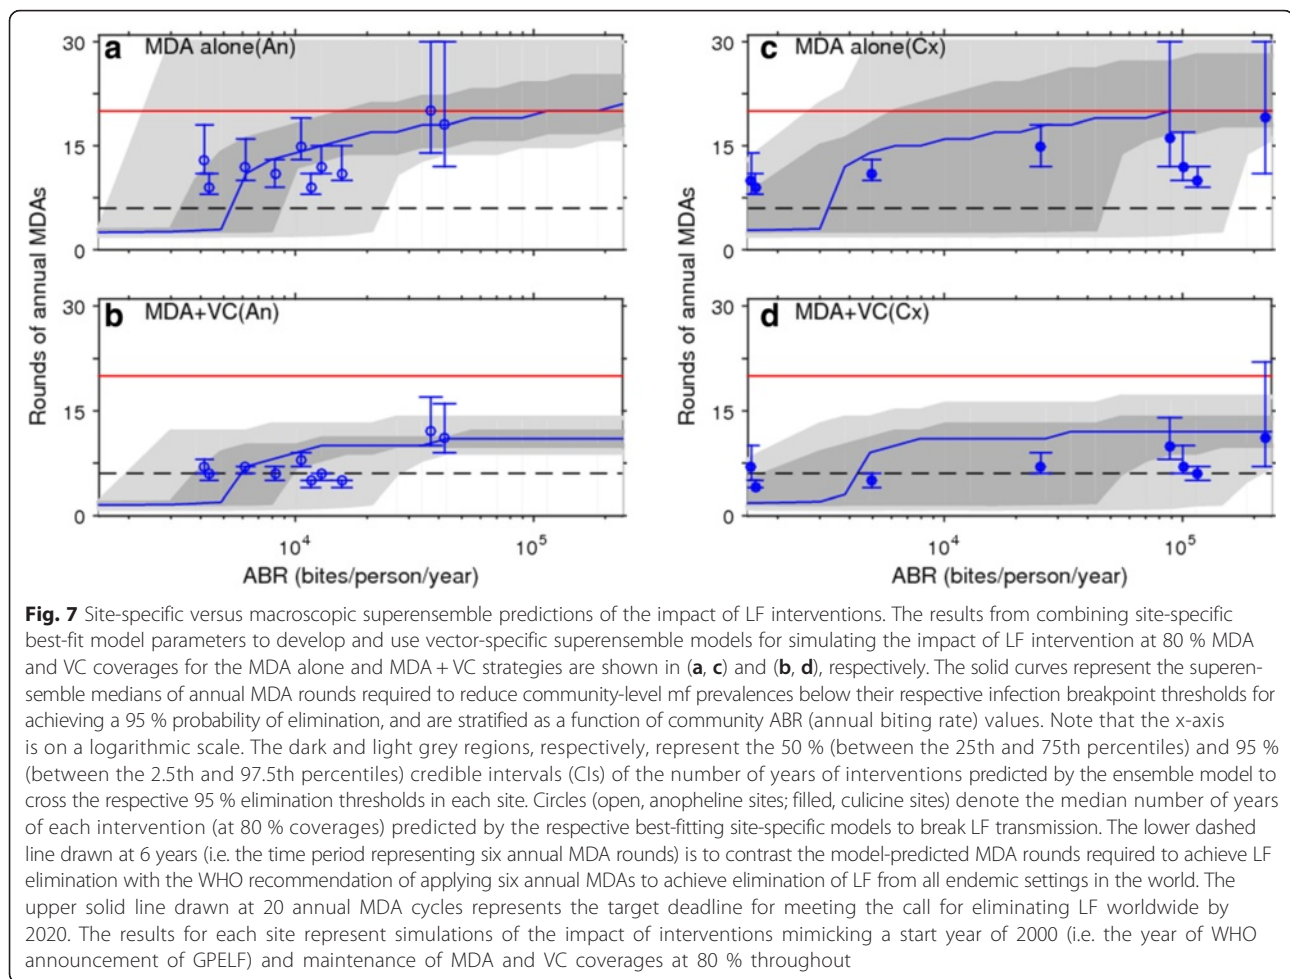 a MDA alone(An)
30
15
0
c MDA alone(Cx)
30
15
0
b MDA+VC(An)
30
15
0
d MDA+VC(Cx)
30
15
0
Rounds of annual MDAs
Rounds of annual MDAs
10^4 10^5
10^4 10^5
ABR (bites/person/year)
ABR (bites/person/year)
Fig. 7 Site-specific versus macroscopic superensemble predictions of the impact of LF interventions. The results from combining site-specific
best-fit model parameters to develop and use vector-specific superensemble models for simulating the impact of LF intervention at 80 % MDA
and VC coverages for the MDA alone and MDA + VC strategies are shown in (a, c) and (b, d), respectively. The solid curves represent the superen-
semble medians of annual MDA rounds required to reduce community-level mf prevalences below their respective infection breakpoint thresholds for
achieving a 95 % probability of elimination, and are stratified as a function of community ABR (annual biting rate) values. Note that the x-axis
is on a logarithmic scale. The dark and light grey regions, respectively, represent the 50 % (between the 25th and 75th percentiles) and 95 %
(between the 2.5th and 97.5th percentiles) credible intervals (CIs) of the number of years of interventions predicted by the ensemble model to
cross the respective 95 % elimination thresholds in each site. Circles (open, anopheline sites; filled, culicine sites) denote the median number of years
of each intervention (at 80 % coverages) predicted by the respective best-fitting site-specific models to break LF transmission. The lower dashed
line drawn at 6 years (i.e. the time period representing six annual MDA rounds) is to contrast the model-predicted MDA rounds required to achieve LF
elimination with the WHO recommendation of applying six annual MDAs to achieve elimination of LF from all endemic settings in the world. The
upper solid line drawn at 20 annual MDA cycles represents the target deadline for meeting the call for eliminating LF worldwide by
2020. The results for each site represent simulations of the impact of interventions mimicking a start year of 2000 (i.e. the year of WHO
announcement of GPELF) and maintenance of MDA and VC coverages at 80 % throughout